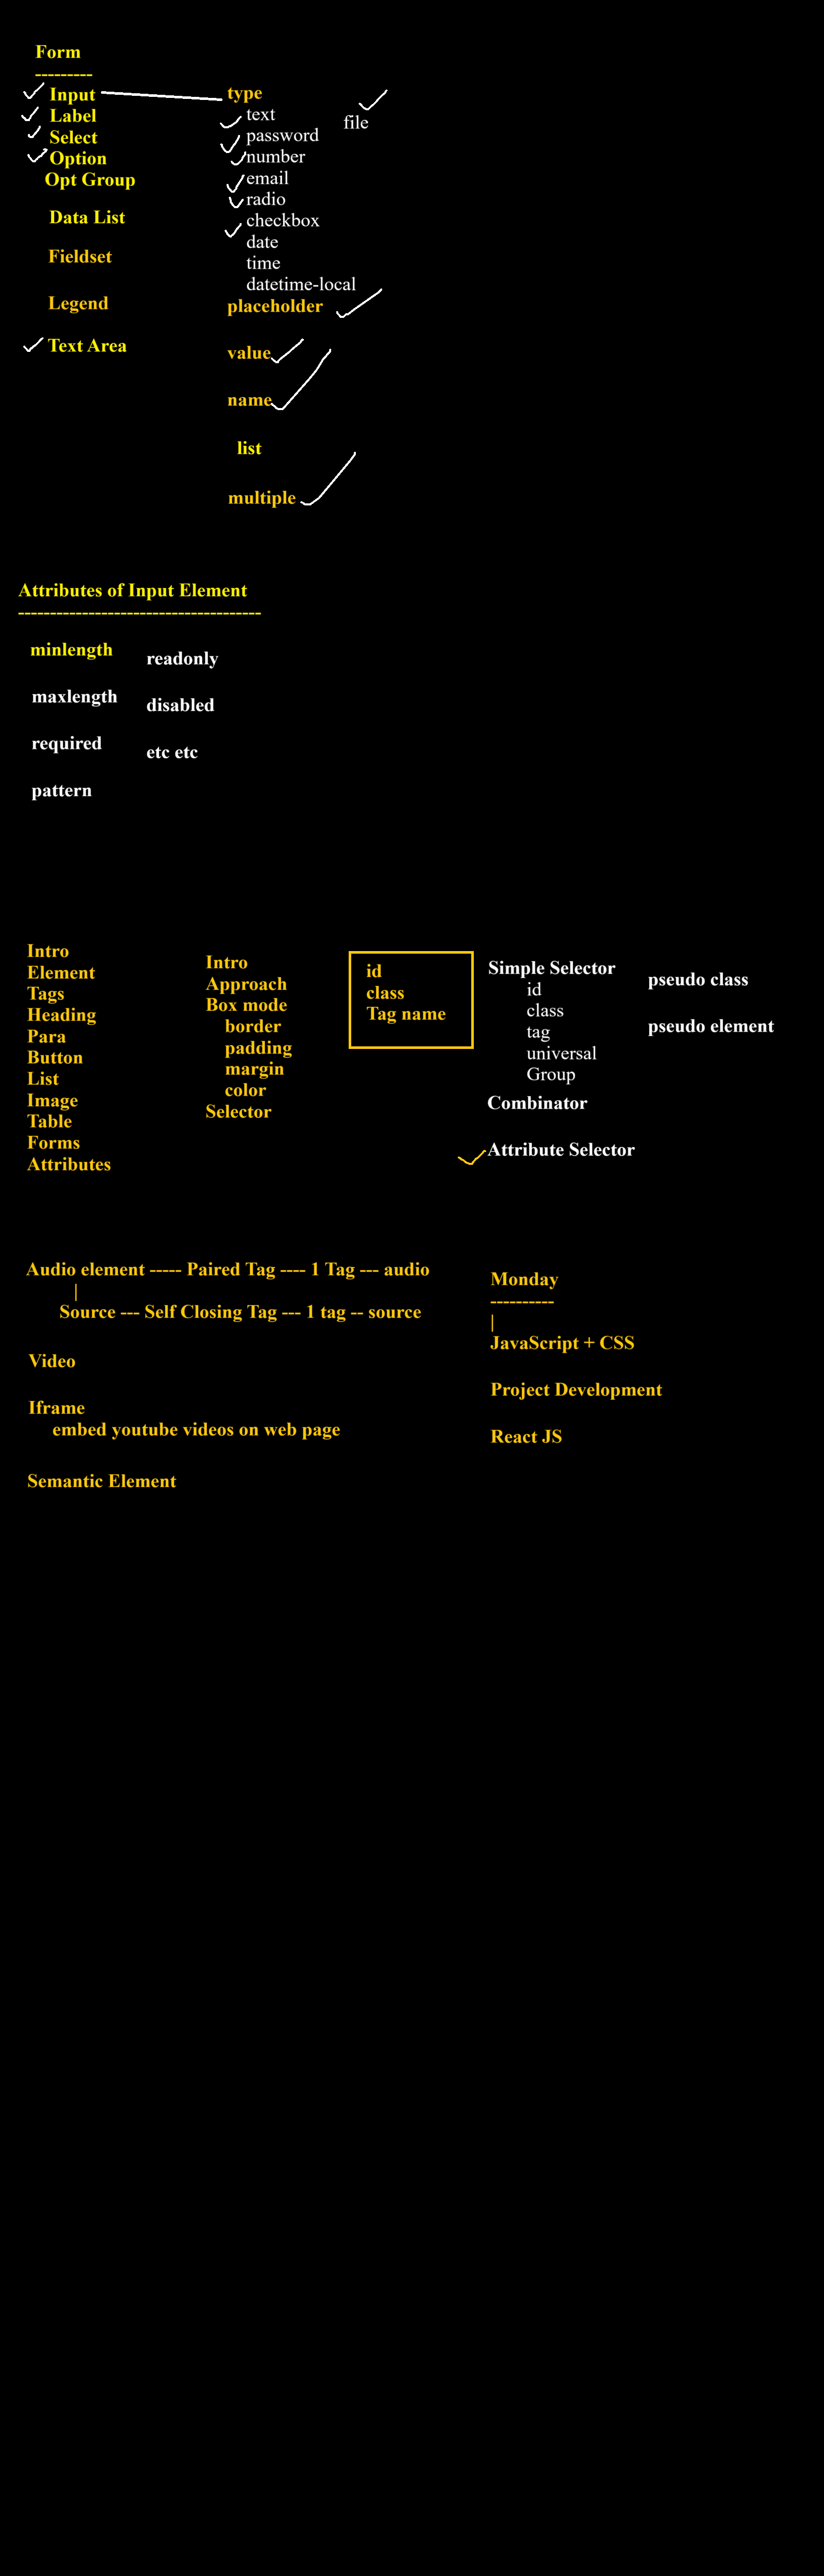 Form
---------
Input
Label
Select
Option
Opt Group
Data List
Fieldset
Legend
Text Area
type
text
password
number
email
radio
checkbox
date
time
datetime-local
file
placeholder
value
name
list
multiple
Attributes of Input Element
--------------------------------------
minlength
maxlength
required
pattern
readonly
disabled
etc etc
Intro
Element
Tags
Heading
Para
Button
List
Image
Table
Forms
Attributes
Intro
Approach
Box mode
border
padding
margin
color
Selector
id
class
Tag name
Simple Selector
id
class
tag
universal
Group
Combinator
Attribute Selector
pseudo class
pseudo element
Audio element ----- Paired Tag ---- 1 Tag --- audio
|
Source --- Self Closing Tag --- 1 tag -- source
Video
Iframe
embed youtube videos on web page
Semantic Element
Monday
----------
|
JavaScript + CSS
Project Development
React JS